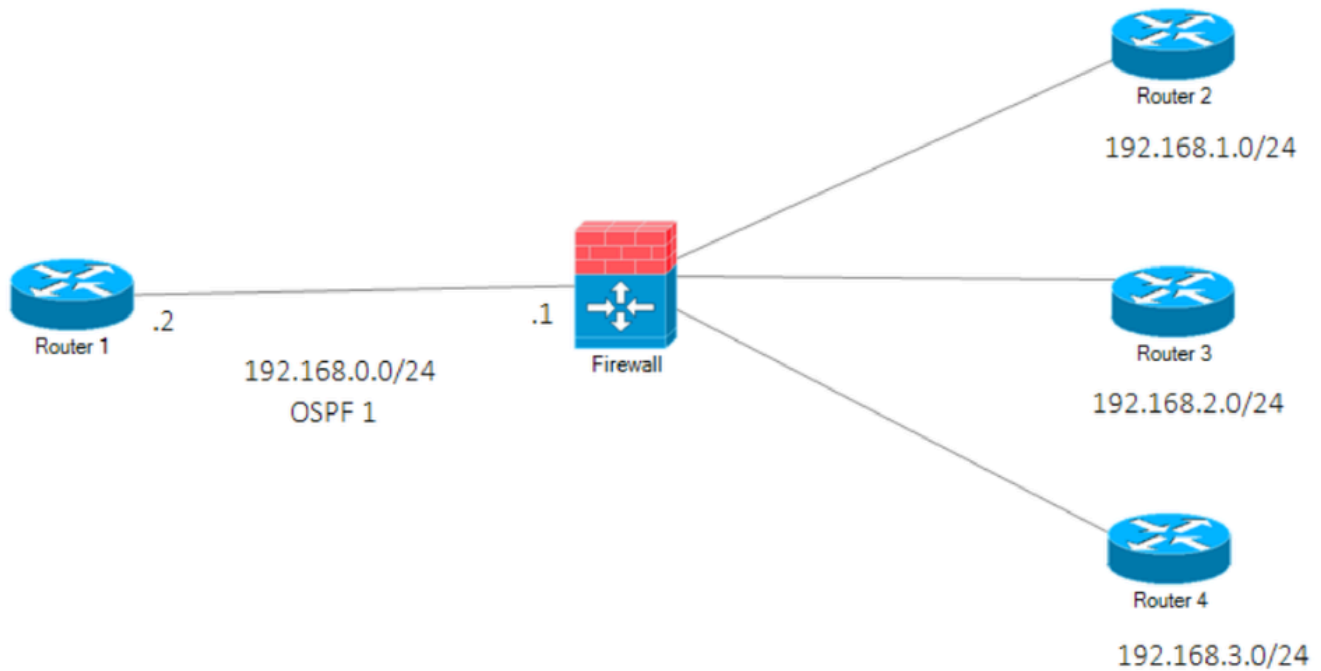 Router 2
192.168.1.0/24
Router 1
.2
.1
Firewall
192.168.0.0/24
OSPF 1
Router 3
192.168.2.0/24
Router 4
192.168.3.0/24